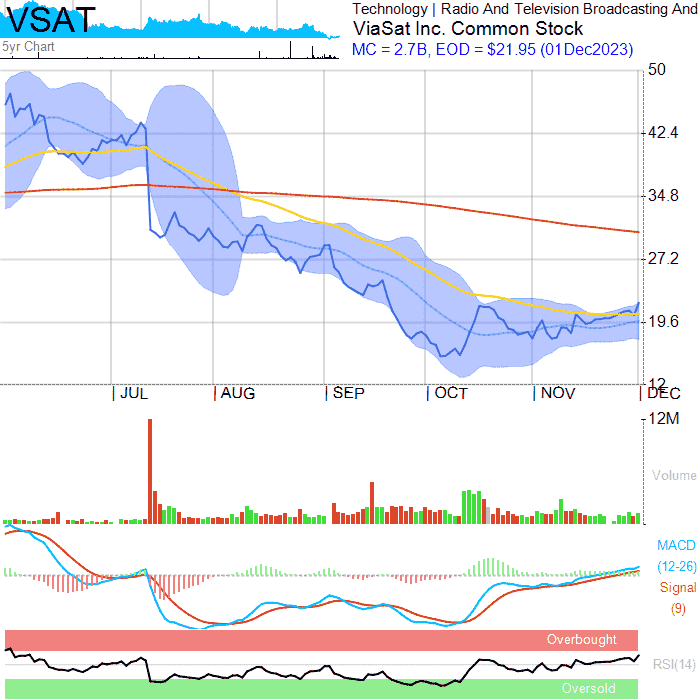 VSAT
5yr Chart
Technology | Radio And Television Broadcasting And
ViaSat Inc. Common Stock
MC = 2.7B, EOD = $21.95 (01Dec2023)
50
42.4
34.8
27.2
19.6
12
JUL
AUG
SEP
OCT
NOV
DEC
12M
Volume
MACD
(12-26)
Signal
(9)
Overbought
RSI(14)
Oversold